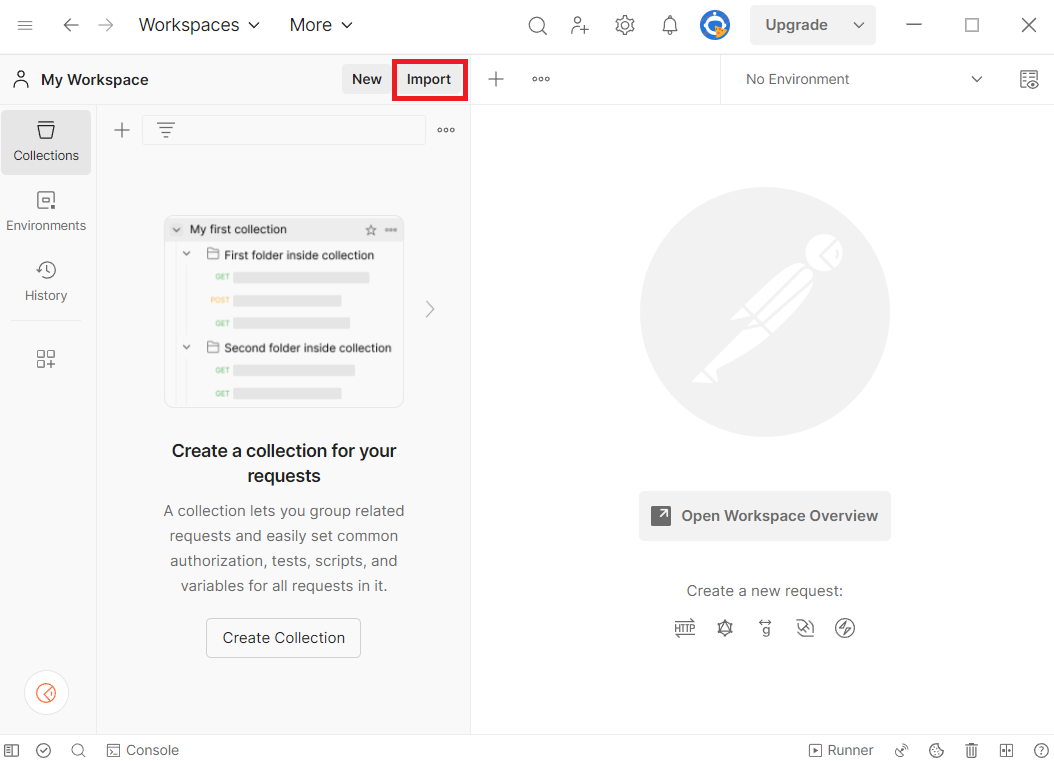 Workspaces More
Upgrade
My Workspace
New
Import
No Environment
Collections
Environments
History
My first collection
First folder inside collection
GET
POST
GET
Second folder inside collection
GET
GET
Create a collection for your
requests
A collection lets you group related
requests and easily set common
authorization, tests, scripts, and
variables for all requests in it.
Create Collection
Open Workspace Overview
Create a new request:
HTTP
g
Console
Runner